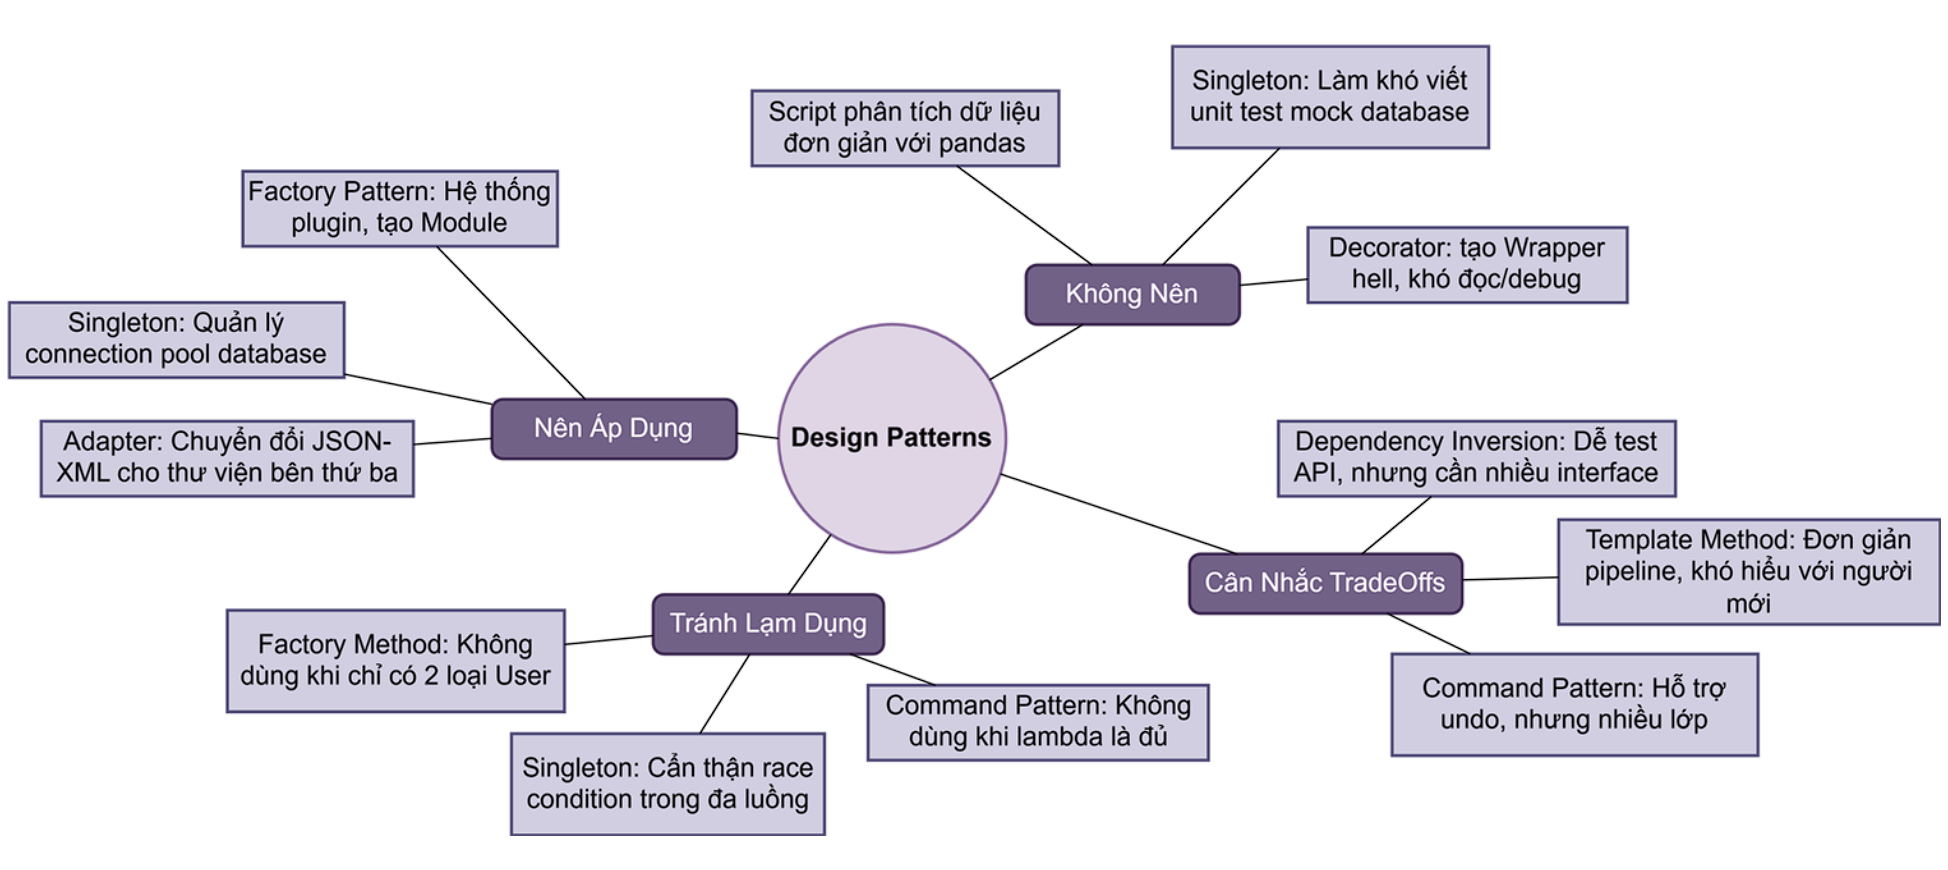 Singleton: Làm khó viết
unit test mock database
Script phân tích dữ liệu
đơn giản với pandas
Factory Pattern: Hệ thống
plugin, tạo Module
Decorator: tạo Wrapper
hell, khó đọc/debug
Không Nên
Singleton: Quản lý
connection pool database
Nên Áp Dụng
Design Patterns
Adapter: Chuyển đổi JSON-
XML cho thư viện bên thứ ba
Dependency Inversion: Dễ test
API, nhưng cần nhiều interface
Template Method: Đơn giản
pipeline, khó hiểu với người
mới
Cân Nhắc TradeOffs
Tránh Lạm Dụng
Factory Method: Không
dùng khi chỉ có 2 loại User
Command Pattern: Hỗ trợ
undo, nhưng nhiều lớp
Command Pattern: Không
dùng khi lambda là đủ
Singleton: Cẩn thận race
condition trong đa luồng